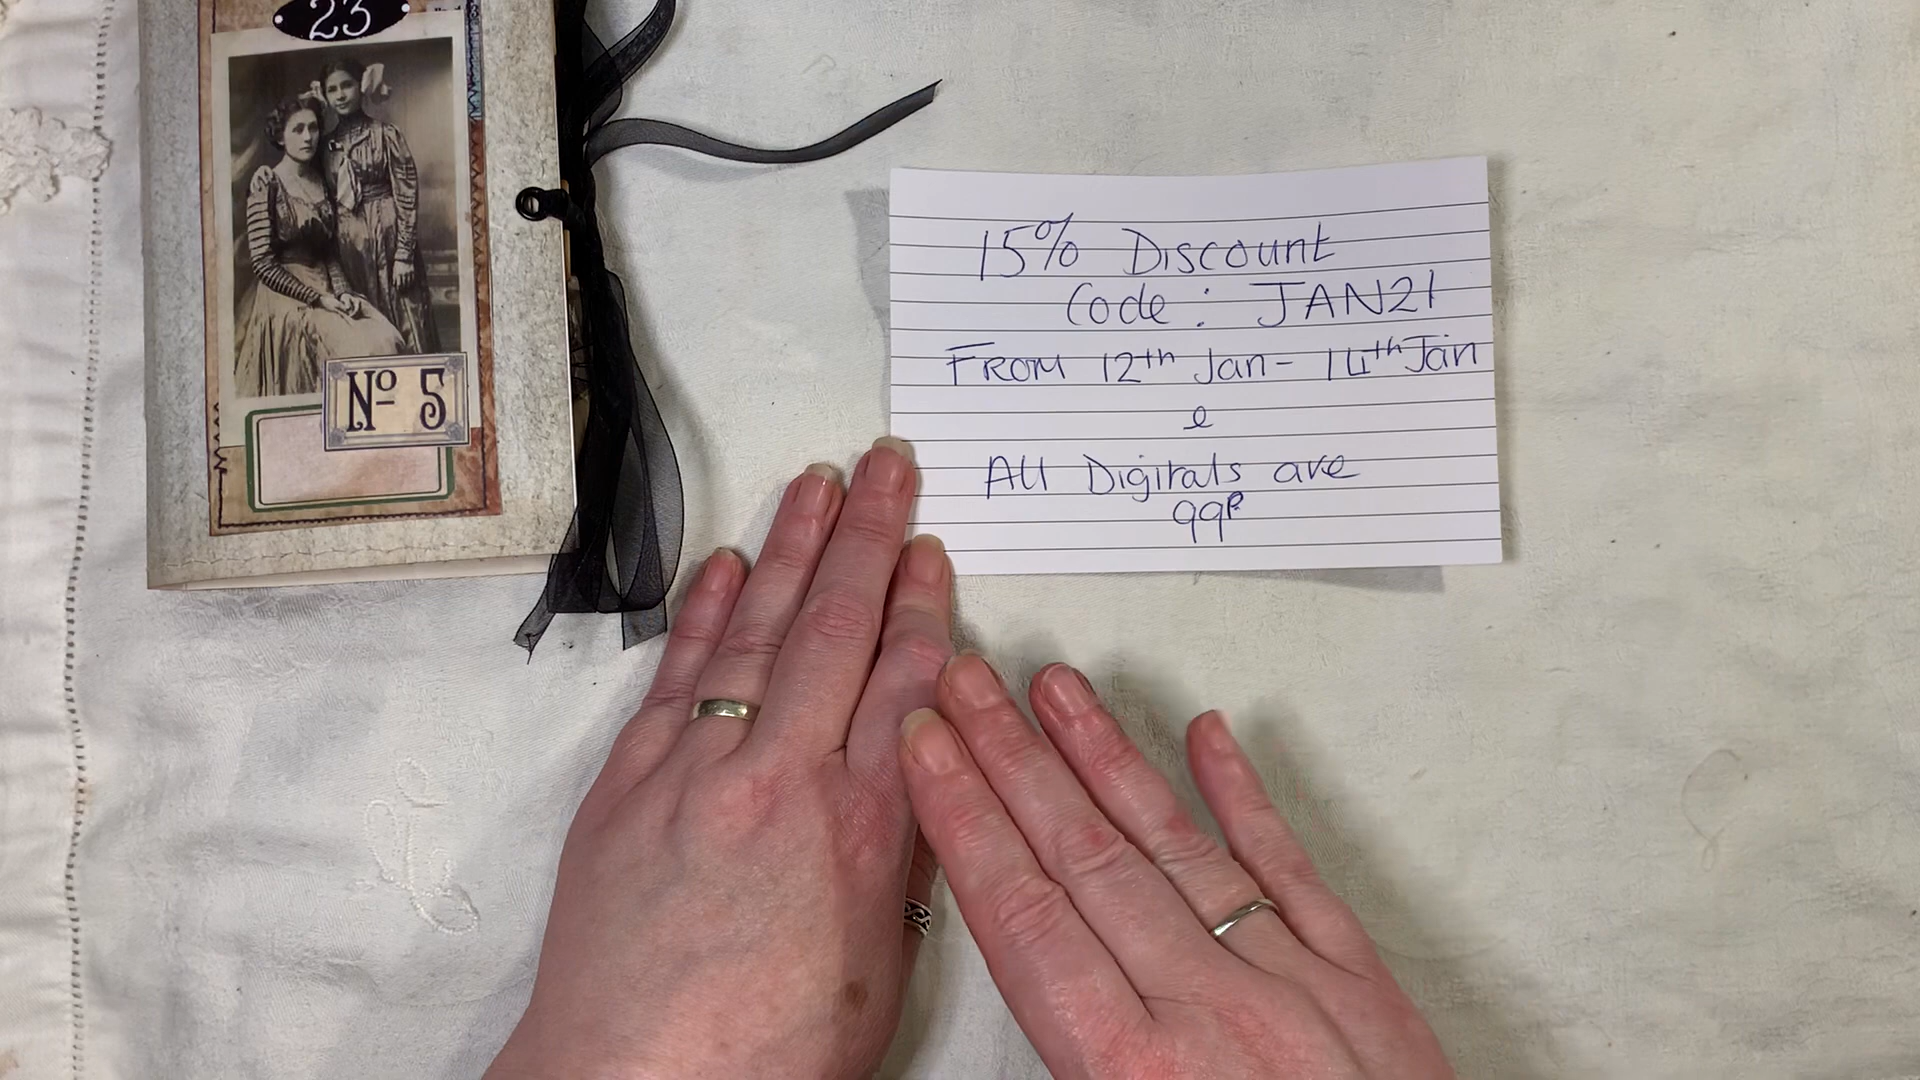 23
Nº 5
15% Discount
Code: JAN21
From 12th Jan - 14th Jan
&
All Digitals are
99P